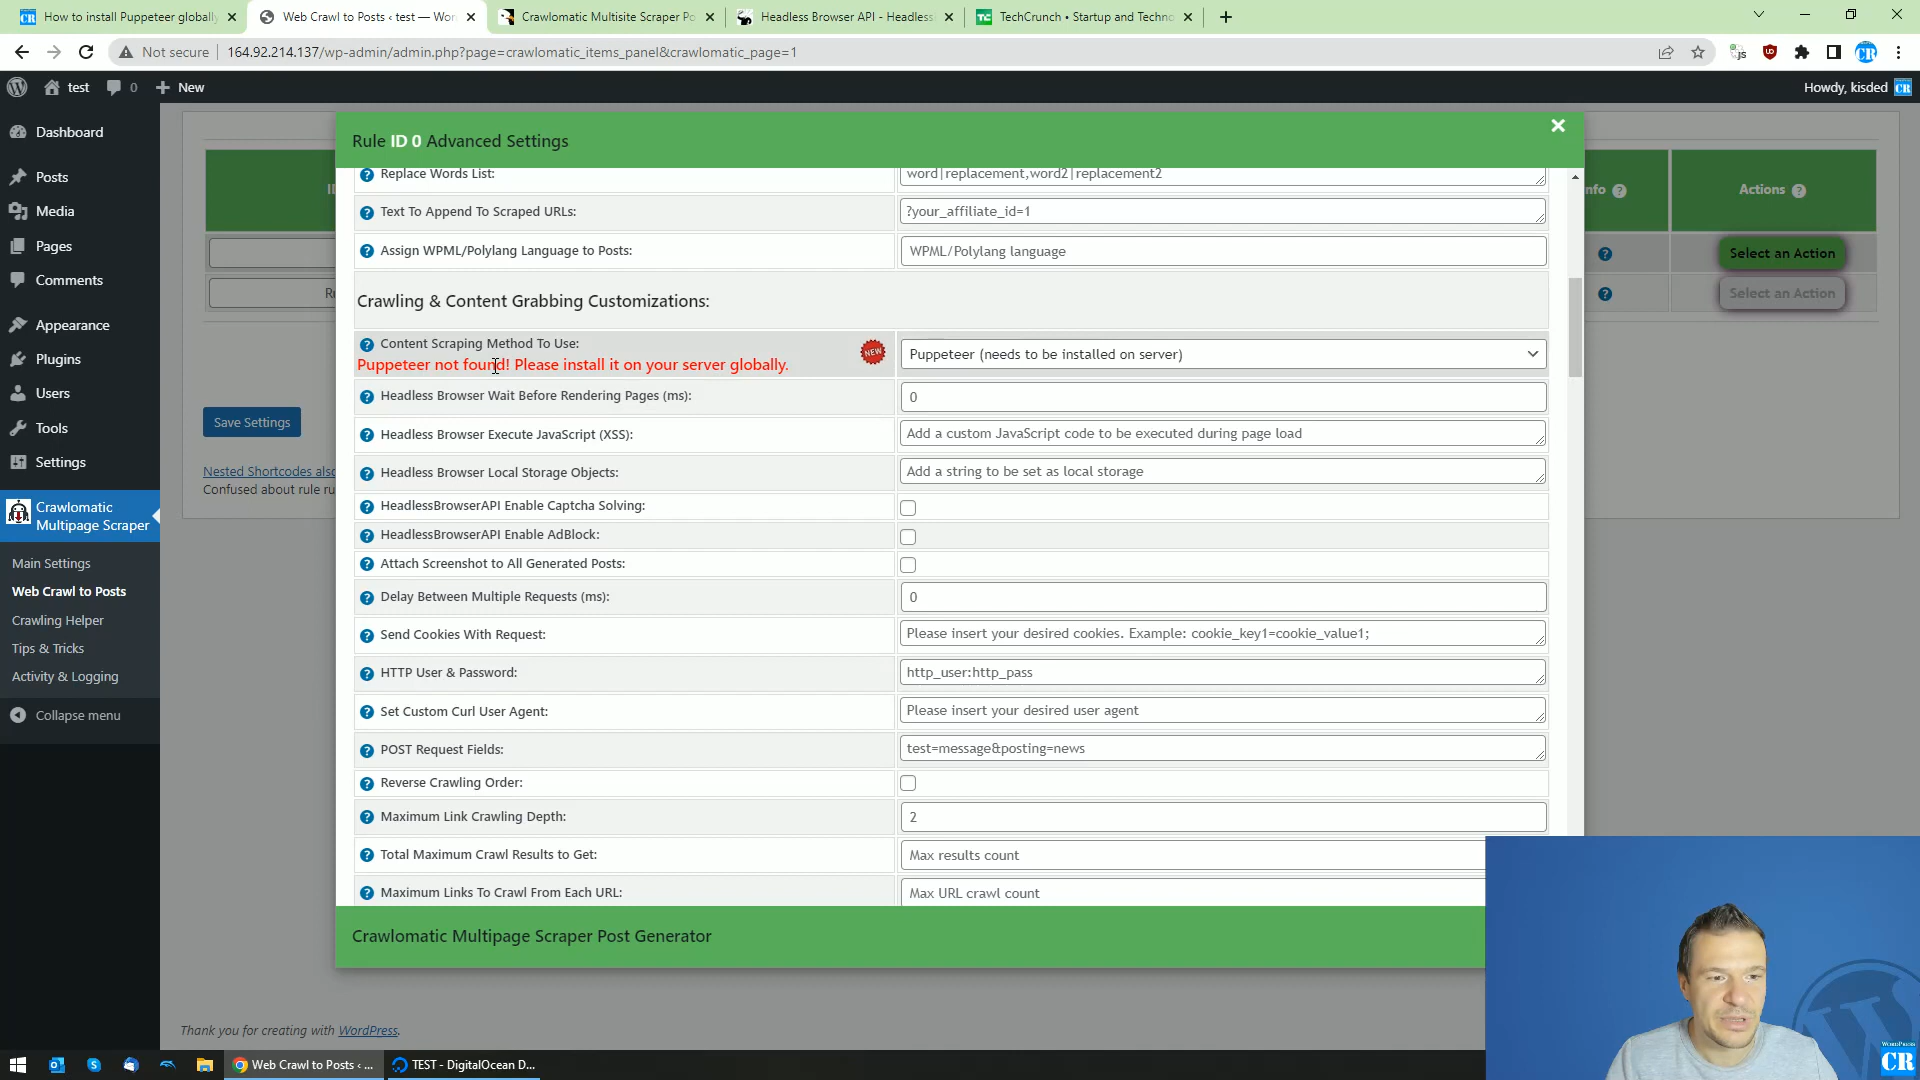 How to install Puppeteer globally
Web Crawl to Posts ‹ test — Wor
Crawlomatic Multisite Scraper Po
Headless Browser API - Headless
TechCrunch • Startup and Techno
Not secure
164.92.214.137/wp-admin/admin.php?page=crawlomatic_items_panel&crawlomatic_page=1
test
0
New
Howdy, kisded
Dashboard
Posts
Media
Pages
Comments
Appearance
Plugins
Users
Tools
Settings
Crawlomatic
Multipage Scraper
Main Settings
Web Crawl to Posts
Crawling Helper
Tips & Tricks
Activity & Logging
Collapse menu
Save Settings
Nested Shortcodes also
Confused about rule ru
nfo
Actions
Select an Action
Select an Action
Rule ID 0 Advanced Settings
Replace Words List:
word|replacement,word2|replacement2
Text To Append To Scraped URLs:
?your_affiliate_id=1
Assign WPML/Polylang Language to Posts:
WPML/Polylang language
Crawling & Content Grabbing Customizations:
Content Scraping Method To Use:
Puppeteer not found! Please install it on your server globally.
NEW
Puppeteer (needs to be installed on server)
Headless Browser Wait Before Rendering Pages (ms):
0
Headless Browser Execute JavaScript (XSS):
Add a custom JavaScript code to be executed during page load
Headless Browser Local Storage Objects:
Add a string to be set as local storage
HeadlessBrowserAPI Enable Captcha Solving:
HeadlessBrowserAPI Enable AdBlock:
Attach Screenshot to All Generated Posts:
Delay Between Multiple Requests (ms):
0
Send Cookies With Request:
Please insert your desired cookies. Example: cookie_key1=cookie_value1;
HTTP User & Password:
http_user:http_pass
Set Custom Curl User Agent:
Please insert your desired user agent
POST Request Fields:
test=message&posting=news
Reverse Crawling Order:
Maximum Link Crawling Depth:
2
Total Maximum Crawl Results to Get:
Max results count
Maximum Links To Crawl From Each URL:
Max URL crawl count
Crawlomatic Multipage Scraper Post Generator
Thank you for creating with WordPress.
Web Crawl to Posts ‹ ...
TEST - DigitalOcean D...
WORDPRESS
CR